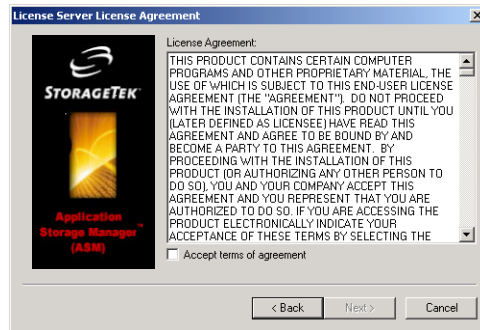 License Server License Agreement
License Agreement:
THIS PRODUCT CONTAINS CERTAIN COMPUTER
PROGRAMS AND OTHER PROPRIETARY MATERIAL, THE
USE OF WHICH IS SUBJECT TO THIS END-USER LICENSE
AGREEMENT (THE "AGREEMENT"). DO NOT PROCEED
WITH THE INSTALLATION OF THIS PRODUCT UNTIL YOU
(LATER DEFINED AS LICENSEE) HAVE READ THIS
AGREEMENT AND AGREE TO BE BOUND BY AND
BECOME A PARTY TO THIS AGREEMENT. BY
PROCEEDING WITH THE INSTALLATION OF THIS
PRODUCT (OR AUTHORIZING ANY OTHER PERSON TO
DO SO), YOU AND YOUR COMPANY ACCEPT THIS
AGREEMENT AND YOU REPRESENT THAT YOU ARE
AUTHORIZED TO DO SO. IF YOU ARE ACCESSING THE
PRODUCT ELECTRONICALLY INDICATE YOUR
ACCEPTANCE OF THESE TERMS BY SELECTING THE
STORAGETEK
Application
Storage Manager™
(ASM)
Accept terms of agreement
< Back
Next >
Cancel